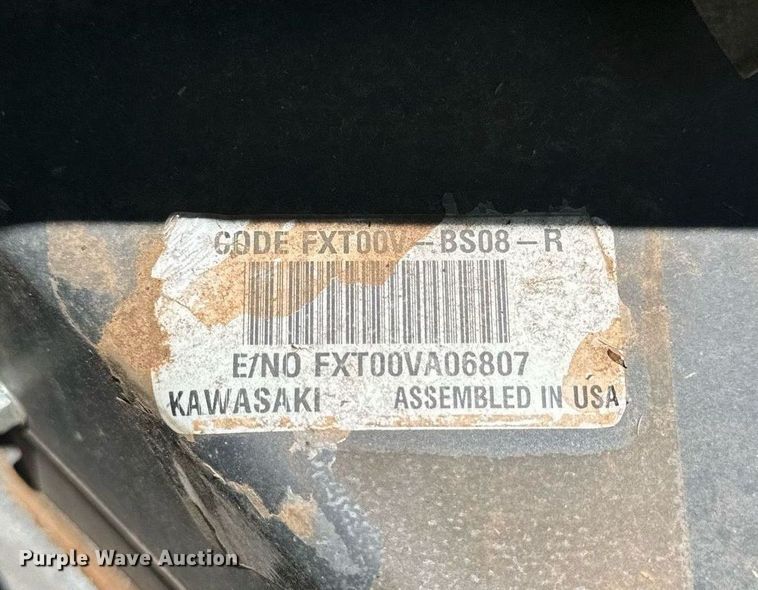 CODE FXT00V-BS08-R
E/NO FXT00VA06807
KAWASAKI ASSEMBLED IN USA
Purple Wave Auction